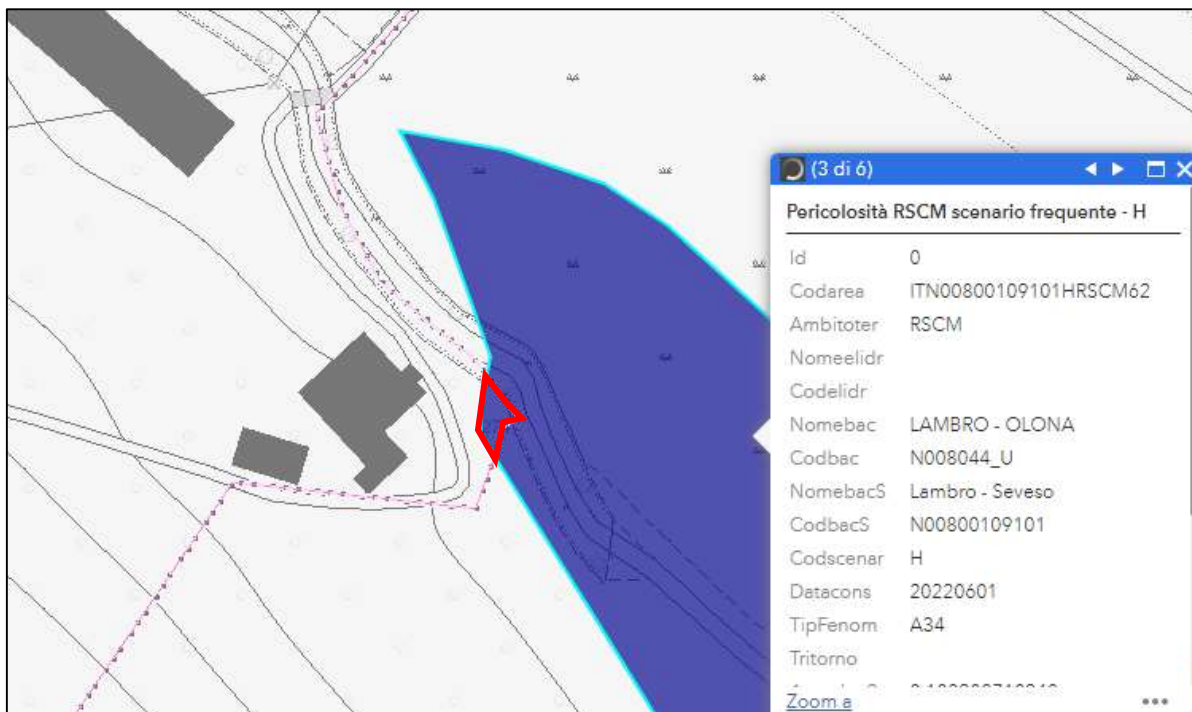 (3 di 6)
Pericolosità RSCM scenario frequente - H
Id 0
Codarea ITN00800109101HRSCM62
Ambitoter RSCM
Nomeelidr
Codelidr
Nomebac LAMBRO - OLONA
Codbac N008044_U
NomebacS Lambro - Seveso
CodbacS N00800109101
Codscenar H
Datacons 20220601
TipFenom A34
Tritorno
Zoom a